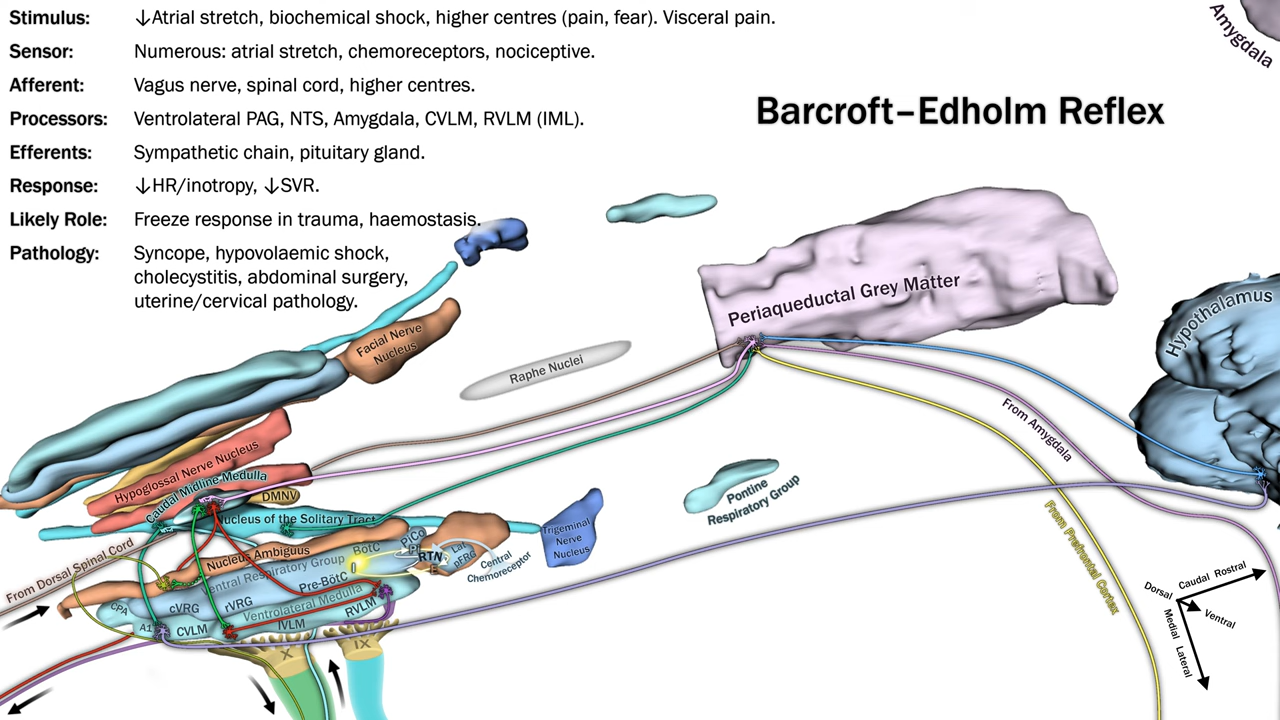 Stimulus: ↓Atrial stretch, biochemical shock, higher centres (pain, fear). Visceral pain.
Sensor: Numerous: atrial stretch, chemoreceptors, nociceptive.
Afferent: Vagus nerve, spinal cord, higher centres.
Processors: Ventrolateral PAG, NTS, Amygdala, CVLM, RVLM (IML).
Efferents: Sympathetic chain, pituitary gland.
Response: ↓HR/inotropy, ↓SVR.
Likely Role: Freeze response in trauma, haemostasis.
Pathology: Syncope, hypovolaemic shock,
cholecystitis, abdominal surgery,
uterine/cervical pathology.
Amygdala
Barcroft–Edholm Reflex
Periaqueductal Grey Matter
Hypothalamus
Facial Nerve
Nucleus
Raphe Nuclei
From Amygdala
Hypoglossal Nerve Nucleus
Caudal Midline Medulla
DMNV
Nucleus of the Solitary Tract
Pontine
Respiratory Group
Trigeminal
Nerve
Nucleus
From Dorsal Spinal Cord
Nucleus Ambiguus
BötC
PiCo
RTN
Lat
pFRG
Central
Chemoreceptor
Ventral Respiratory Group
Pre-BötC
CPA
cVRG
rVRG
Ventrolateral Medulla
RVLM
A1
CVLM
IVLM
X
IX
From Prefrontal Cortex
Dorsal
Caudal Rostral
Ventral
Medial Lateral